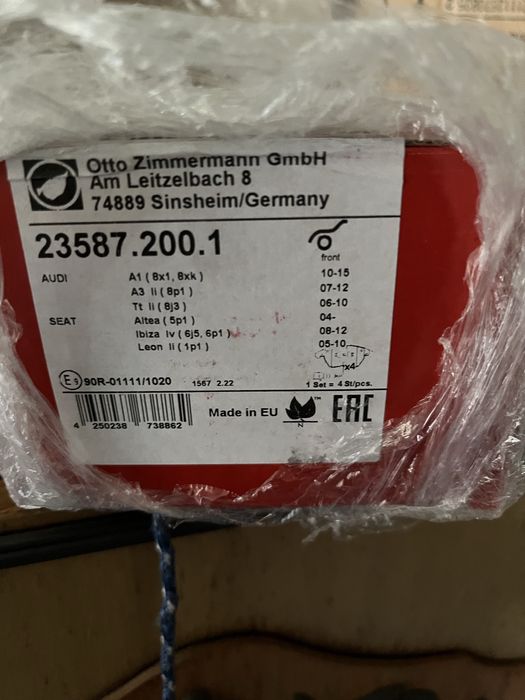 Otto Zimmermann GmbH
Am Leitzelbach 8
74889 Sinsheim/Germany
23587.200.1
front
AUDI A1 ( 8x1, 8xk) 10-15
A3 Ii ( 8p1) 07-12
Tt Ii ( 8j3 ) 06-10
SEAT Altea ( 5p1) 04-
Ibiza Iv ( 6j5, 6p1 ) 08-12
Leon Ii ( 1p1) 05-10
x4
E9 90R-01111/1020 1567 2.22 1 Set = 4 St/pcs.
Made in EU N ™ EAC
4 250238 738862